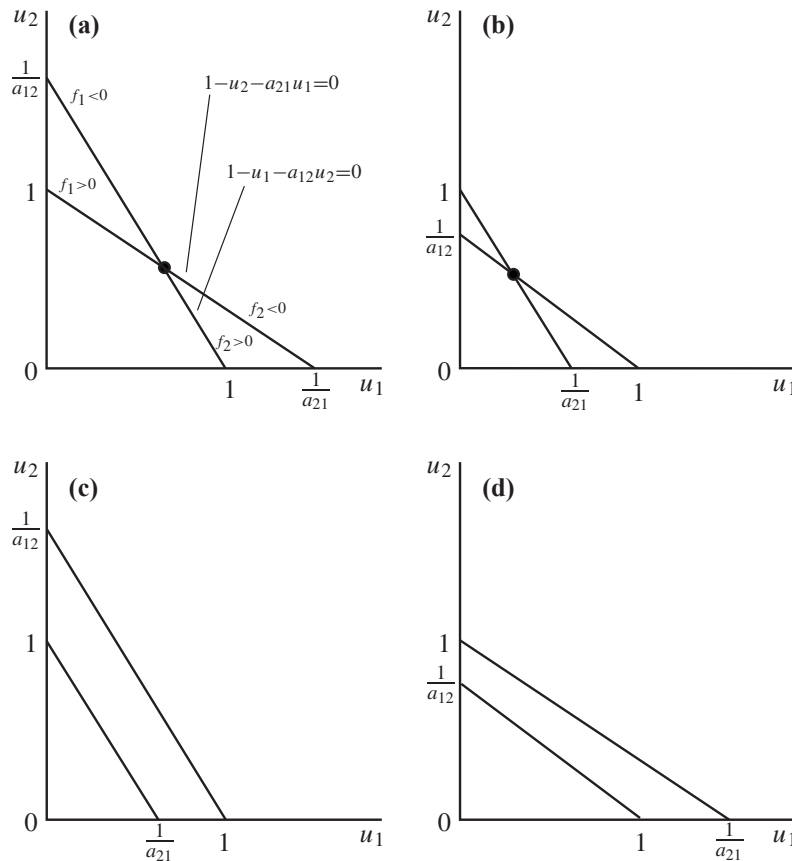 u₂ (a)
1/a₁₂
f₁<0
1−u₂−a₂₁u₁=0
1−u₁−a₁₂u₂=0
1
f₁>0
f₂<0
f₂>0
0
1 1/a₂₁ u₁
u₂ (b)
1
1/a₁₂
0
1/a₂₁ 1 u₁
u₂ (c)
1/a₁₂
1
0
1/a₂₁ 1 u₁
u₂ (d)
1
1/a₁₂
0
1 1/a₂₁ u₁